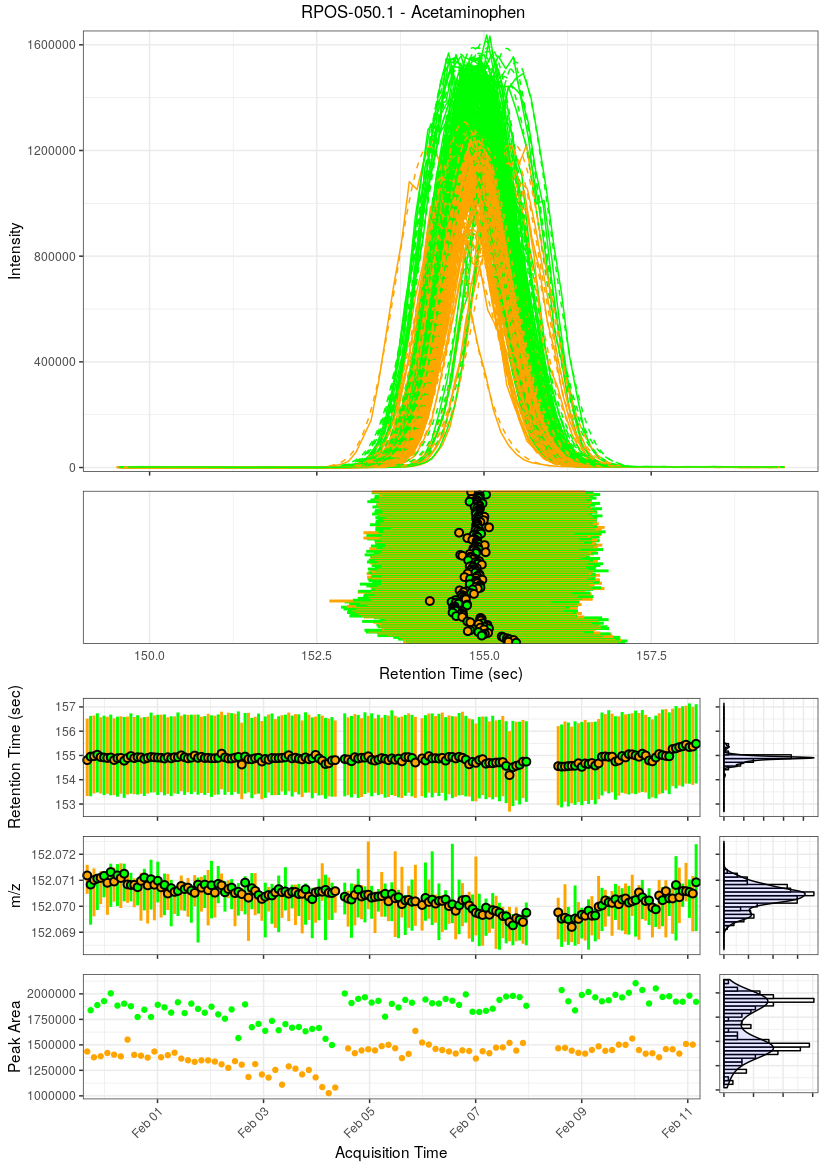 RPOS-050.1 - Acetaminophen
1600000
1200000
800000
400000
0
Intensity
150.0 152.5 155.0 157.5
Retention Time (sec)
157
156
155
154
153
Retention Time (sec)
152.072
152.071
152.070
152.069
m/z
2000000
1750000
1500000
1250000
1000000
Peak Area
Feb 01 Feb 03 Feb 05 Feb 07 Feb 09 Feb 11
Acquisition Time